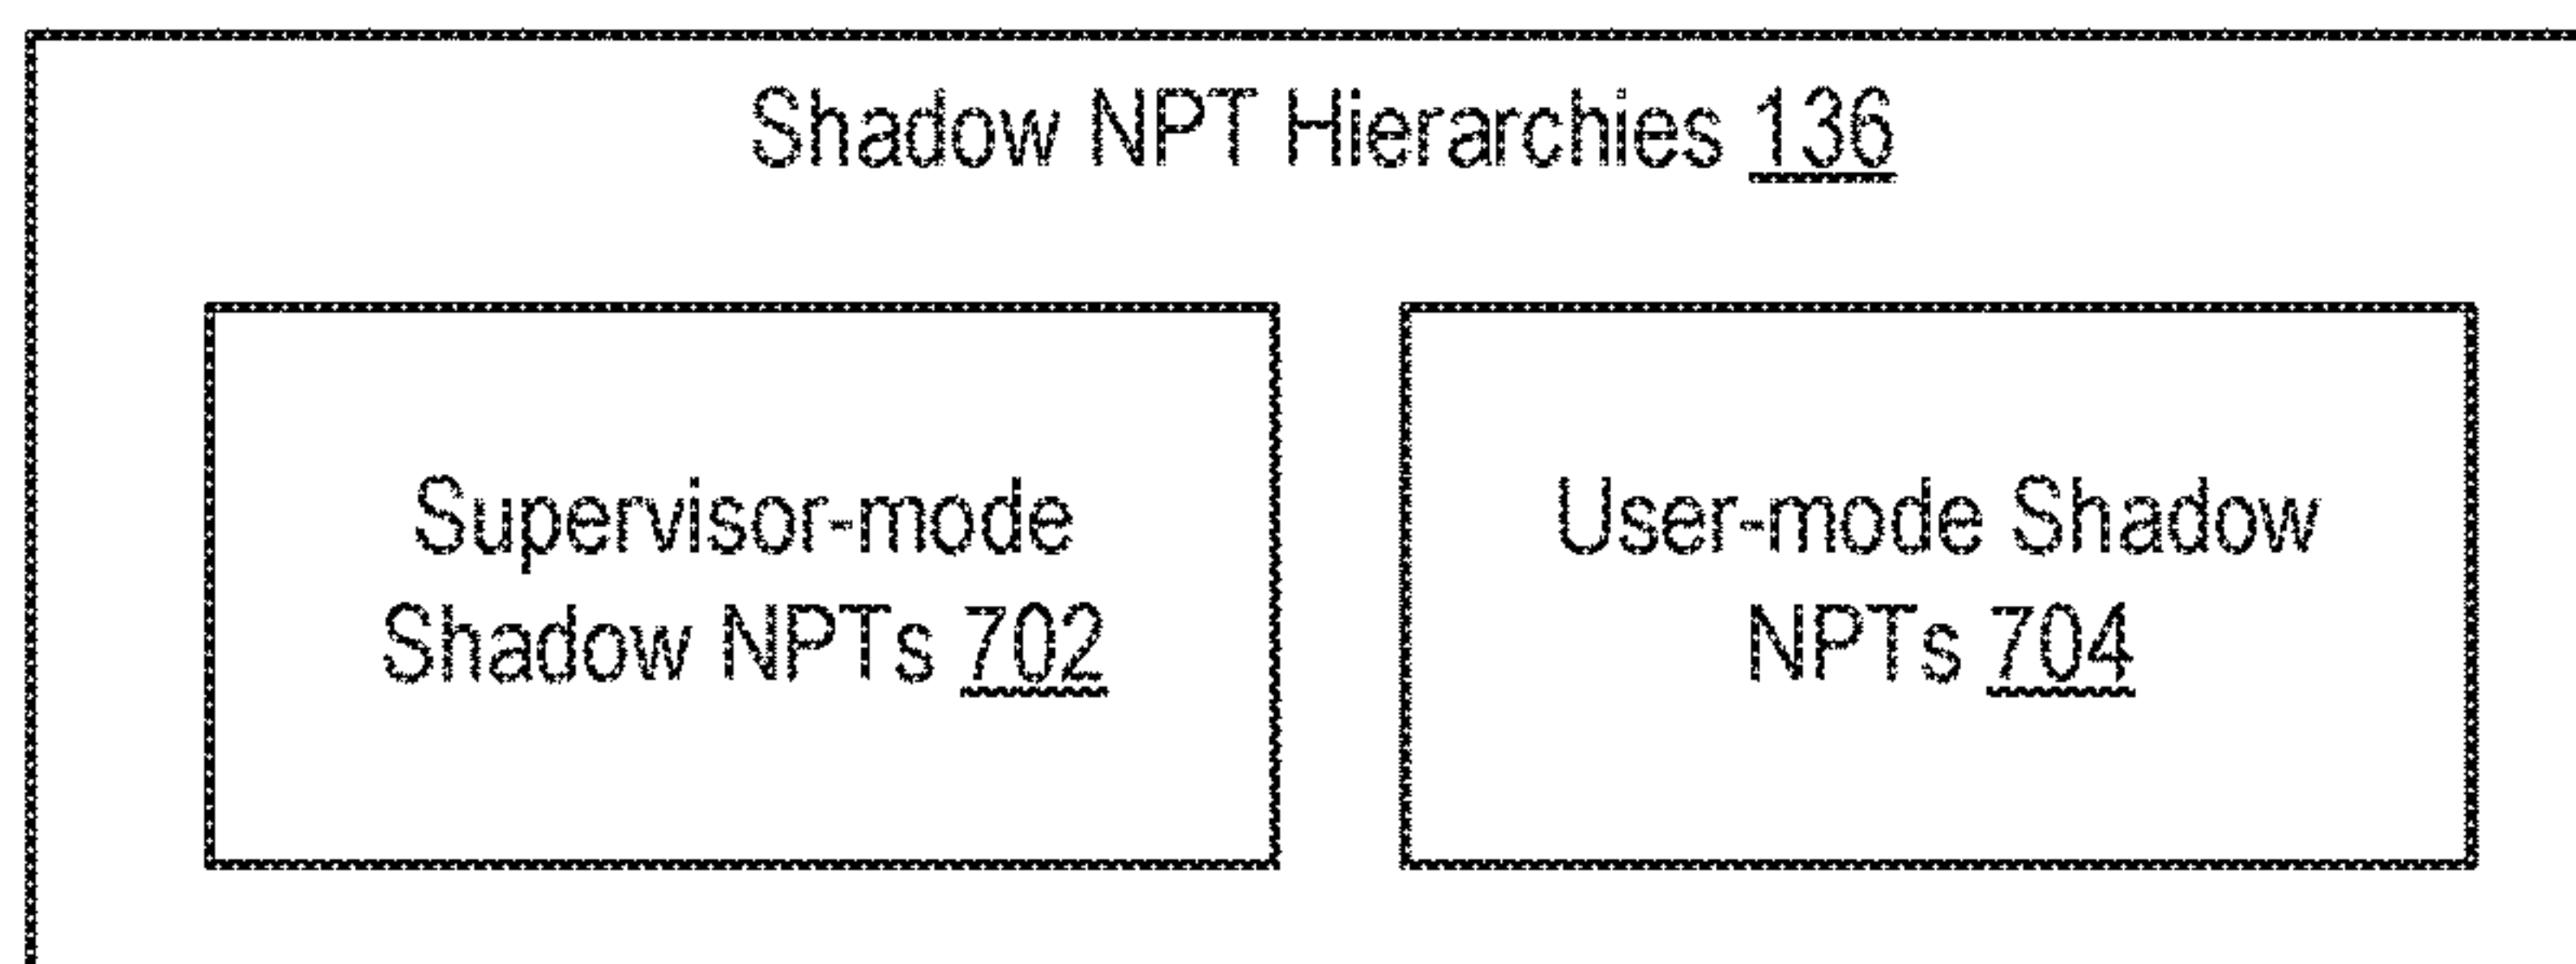 Shadow NPT Hierarchies 136
Supervisor-mode
Shadow NPTs 702
User-mode Shadow
NPTs 704